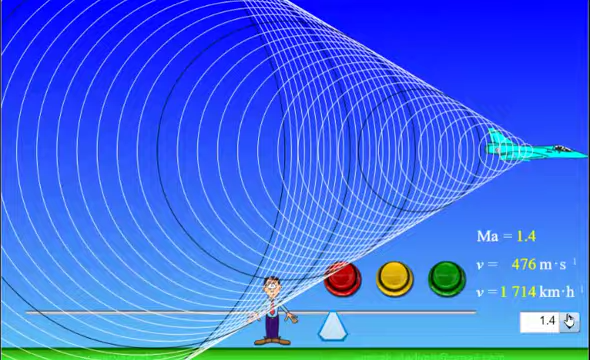 Ma = 1.4
v = 476 m·s⁻¹
v = 1 714 km·h⁻¹
1.4